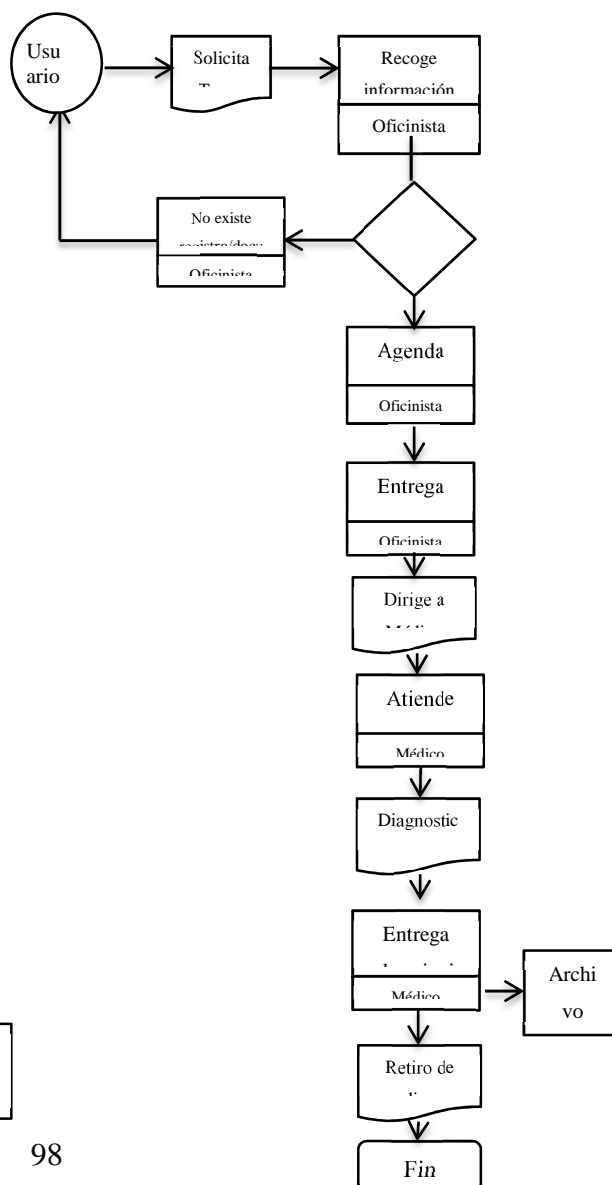 Usu
ario
Solicita
Recoge
información
Oficinista
No existe
Oficinista
Agenda
Oficinista
Entrega
Oficinista
Dirige a
Atiende
Médico
Diagnostic
Entrega
Médico
Archi
vo
Retiro de
98
Fin